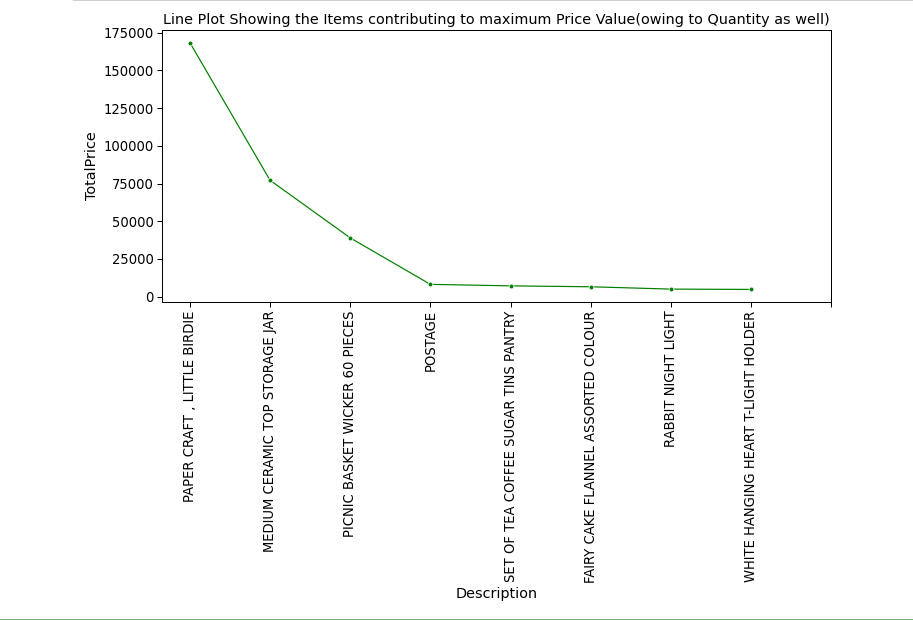 Line Plot Showing the Items contributing to maximum Price Value(owing to Quantity as well)
175000
150000
125000
100000
75000
50000
25000
0
TotalPrice
PAPER CRAFT , LITTLE BIRDIE
MEDIUM CERAMIC TOP STORAGE JAR
PICNIC BASKET WICKER 60 PIECES
POSTAGE
SET OF TEA COFFEE SUGAR TINS PANTRY
FAIRY CAKE FLANNEL ASSORTED COLOUR
RABBIT NIGHT LIGHT
WHITE HANGING HEART T-LIGHT HOLDER
Description